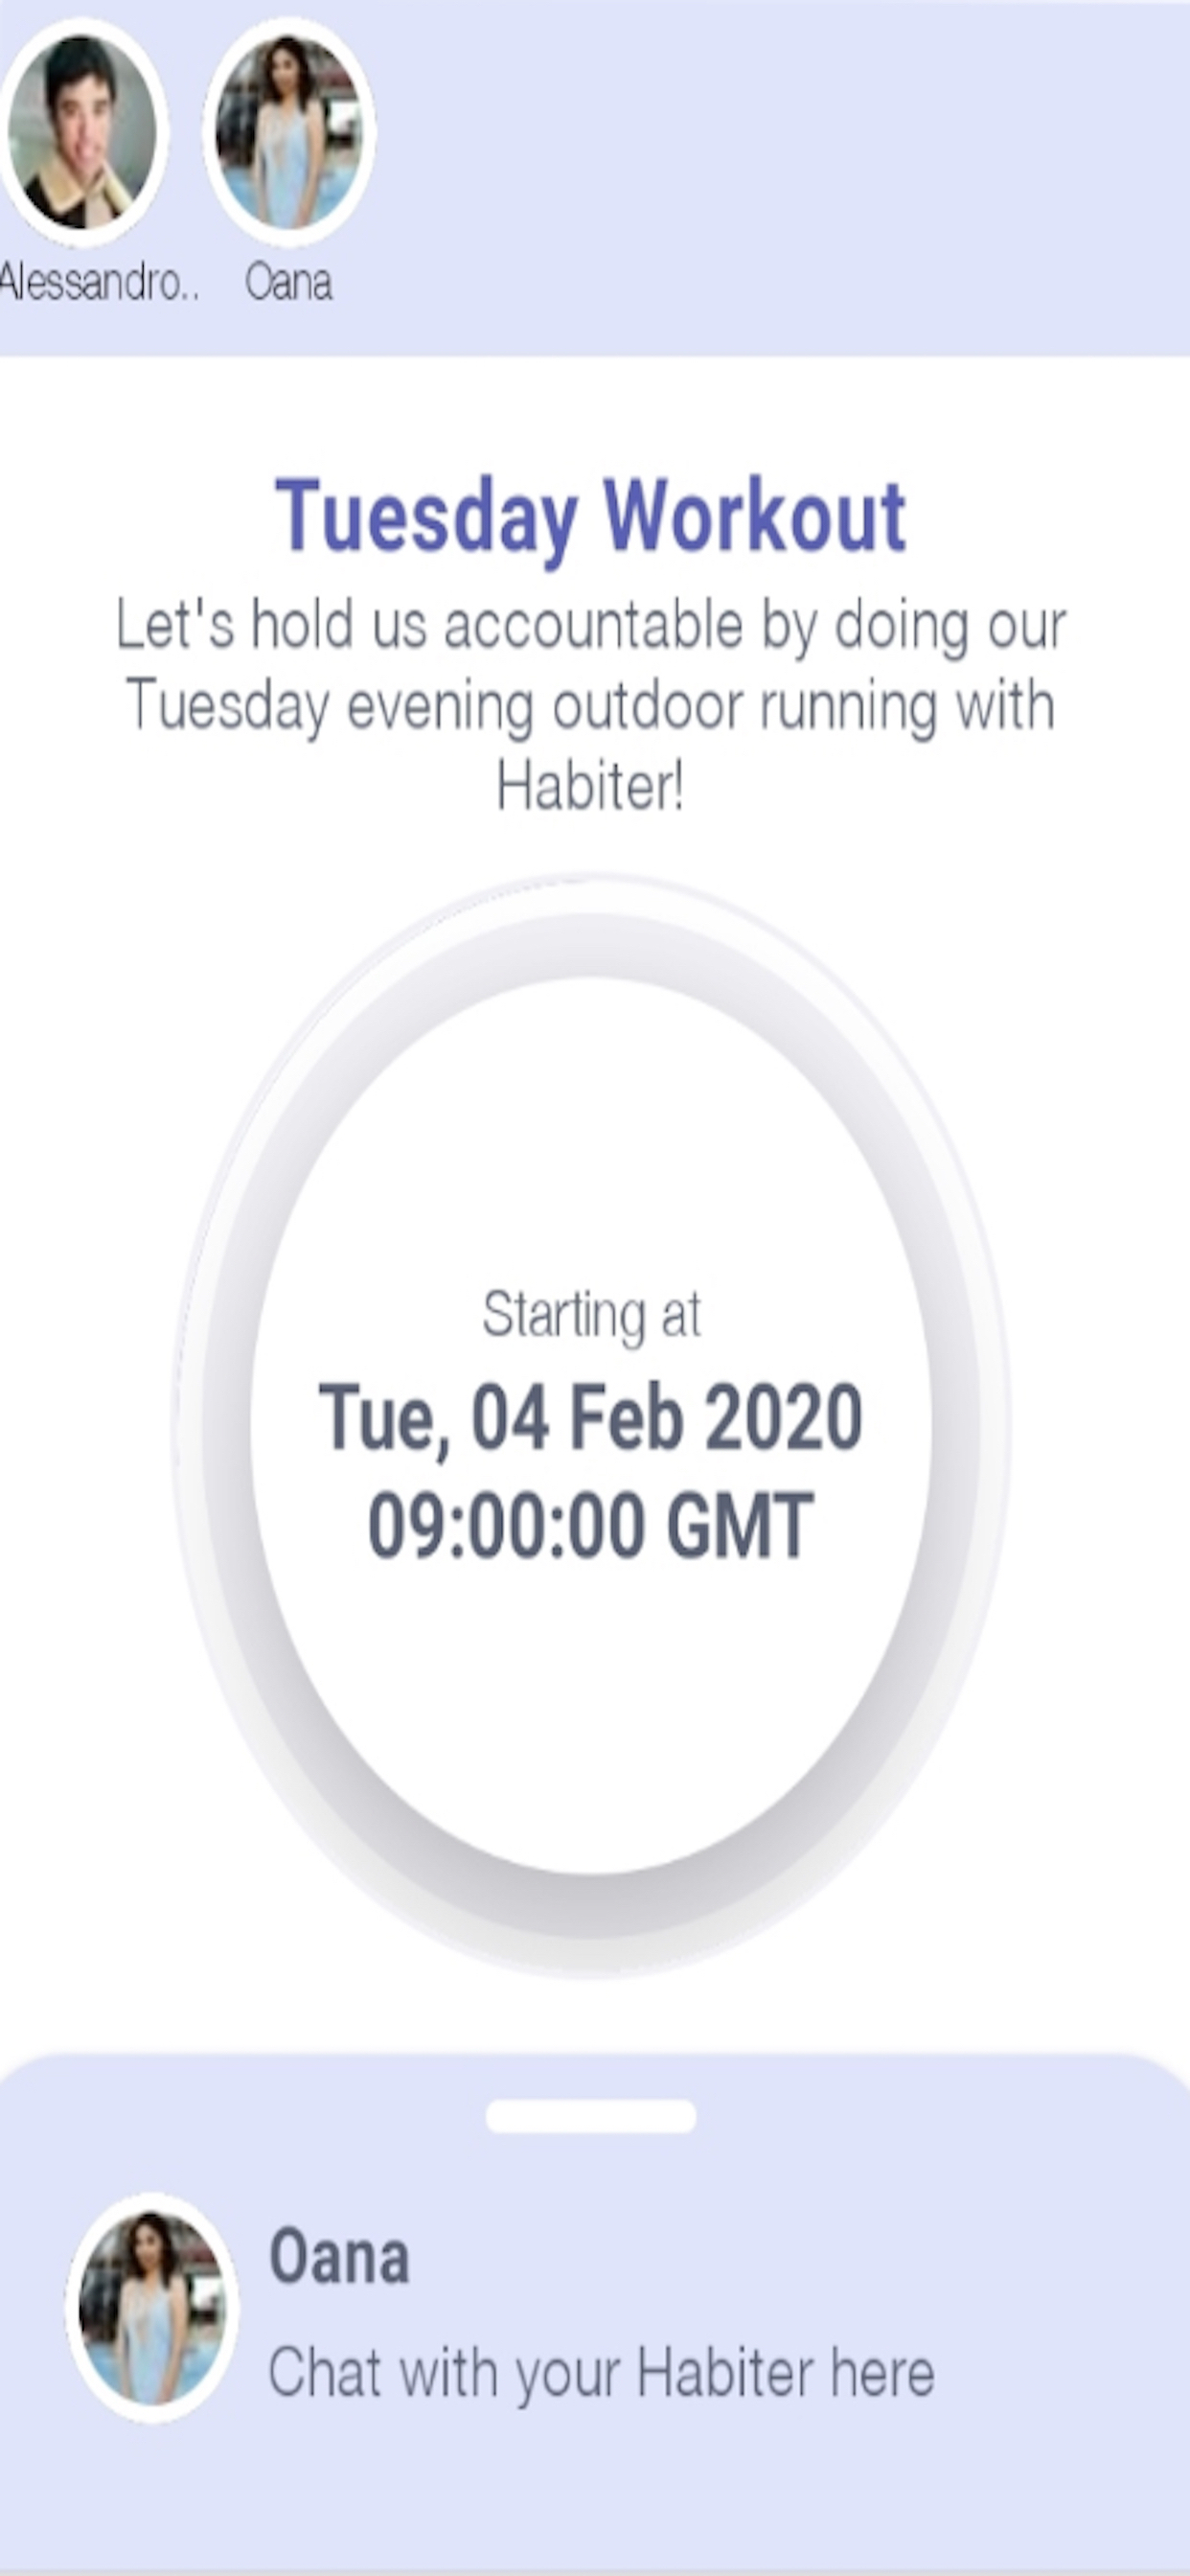 Alessandro..
Oana
Tuesday Workout
Let's hold us accountable by doing our
Tuesday evening outdoor running with
Habiter!
Starting at
Tue, 04 Feb 2020
09:00:00 GMT
Oana
Chat with your Habiter here